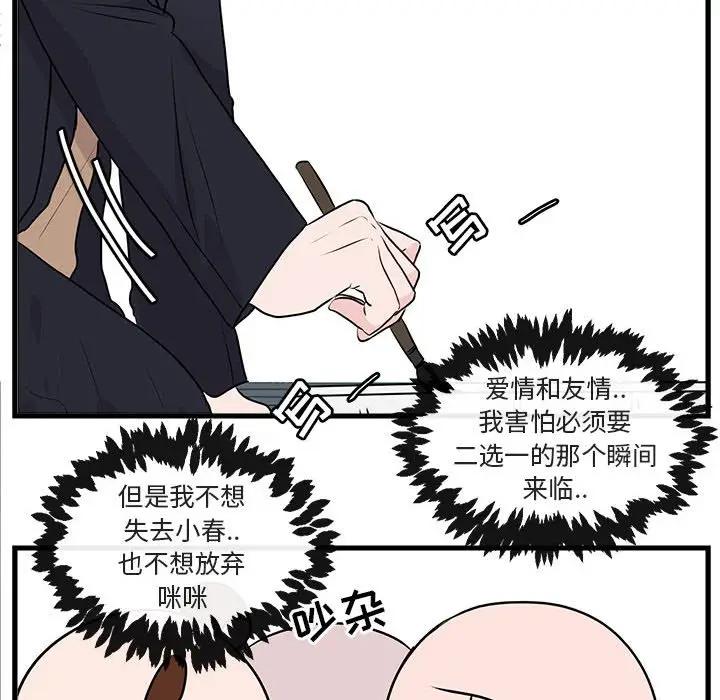 写
写
爱情和友情..
我害怕必须要
二选一的那个瞬间
来临..
但是我不想
失去小春..
也不想放弃
咪咪
吵杂